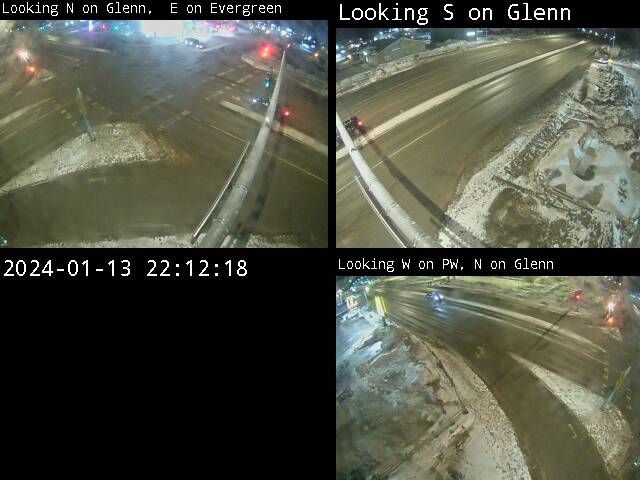 Looking N on Glenn,  E on Evergreen
Looking S on Glenn
2024-01-13 22:12:18
Looking W on PW, N on Glenn